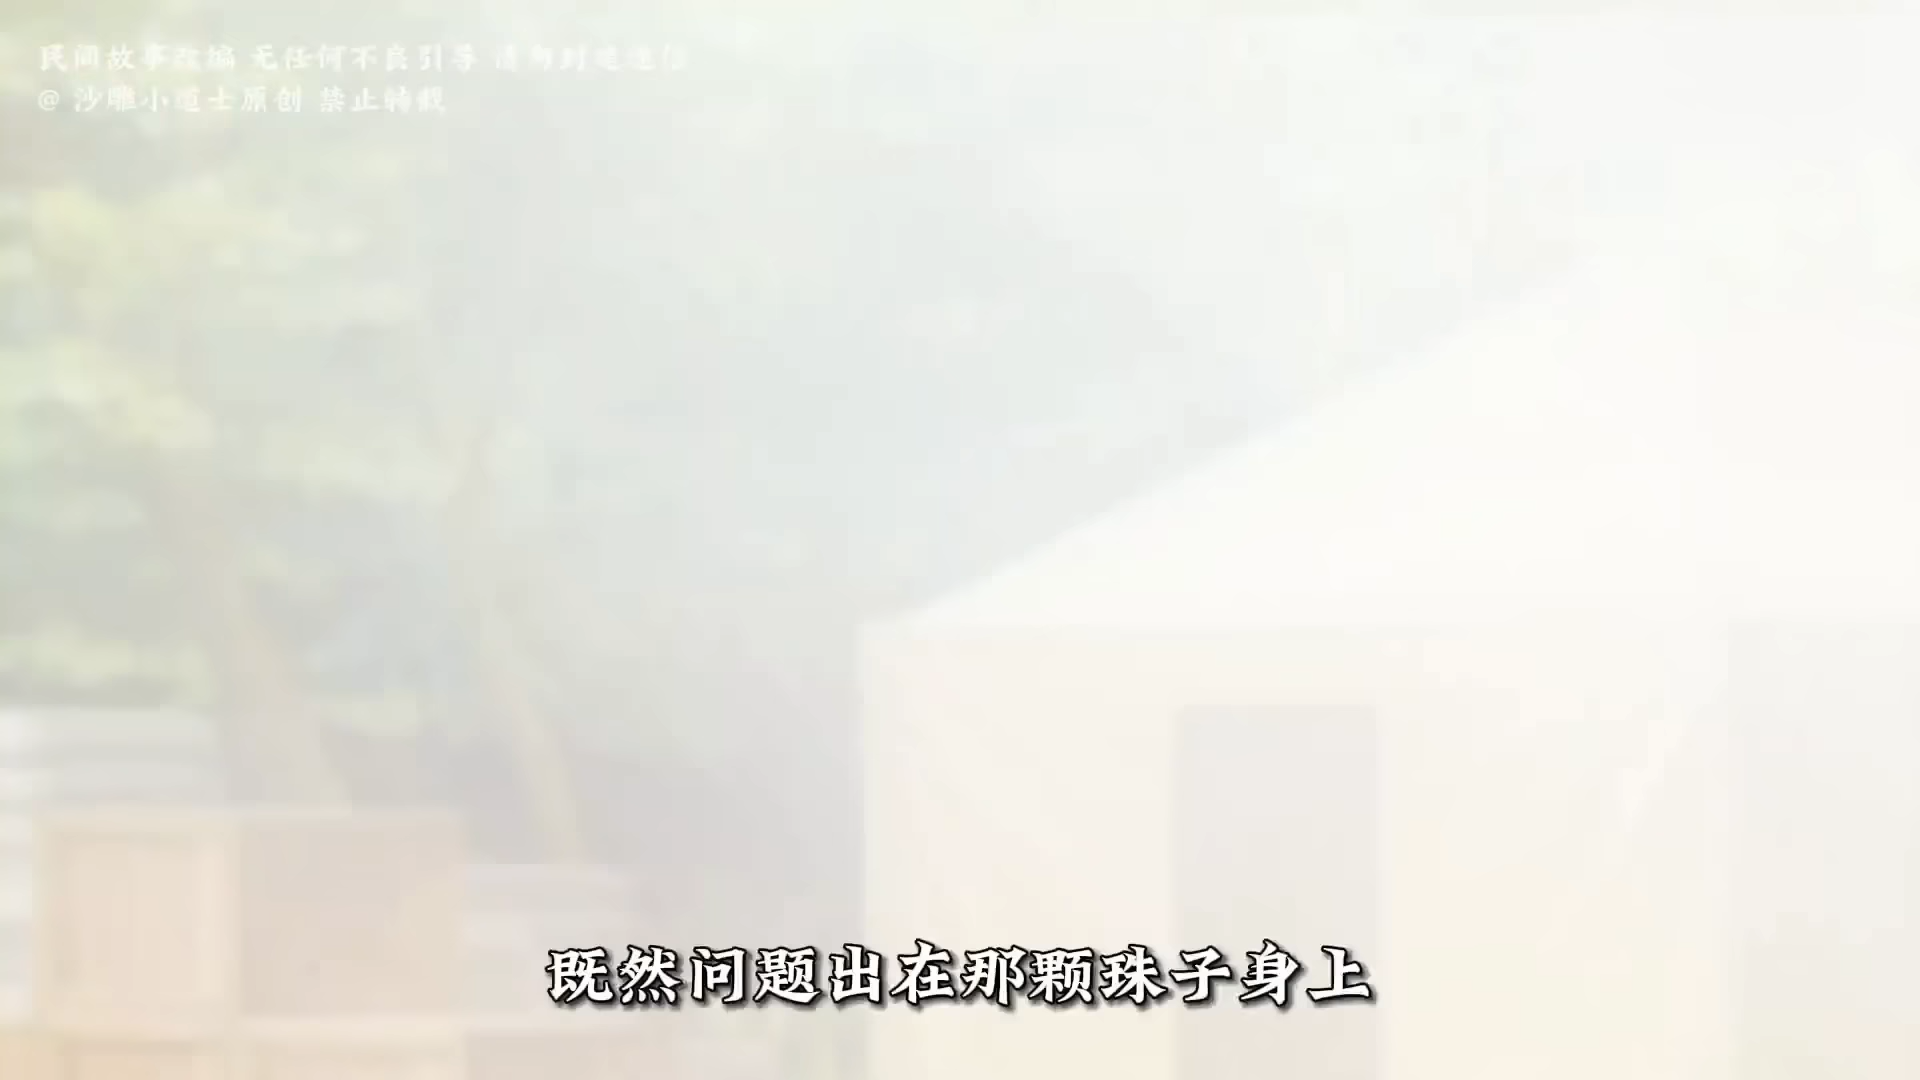 民间故事改编 无任何不良引导 请勿封建迷信
@沙雕小道士原创 禁止转载
既然问题出在那颗珠子身上